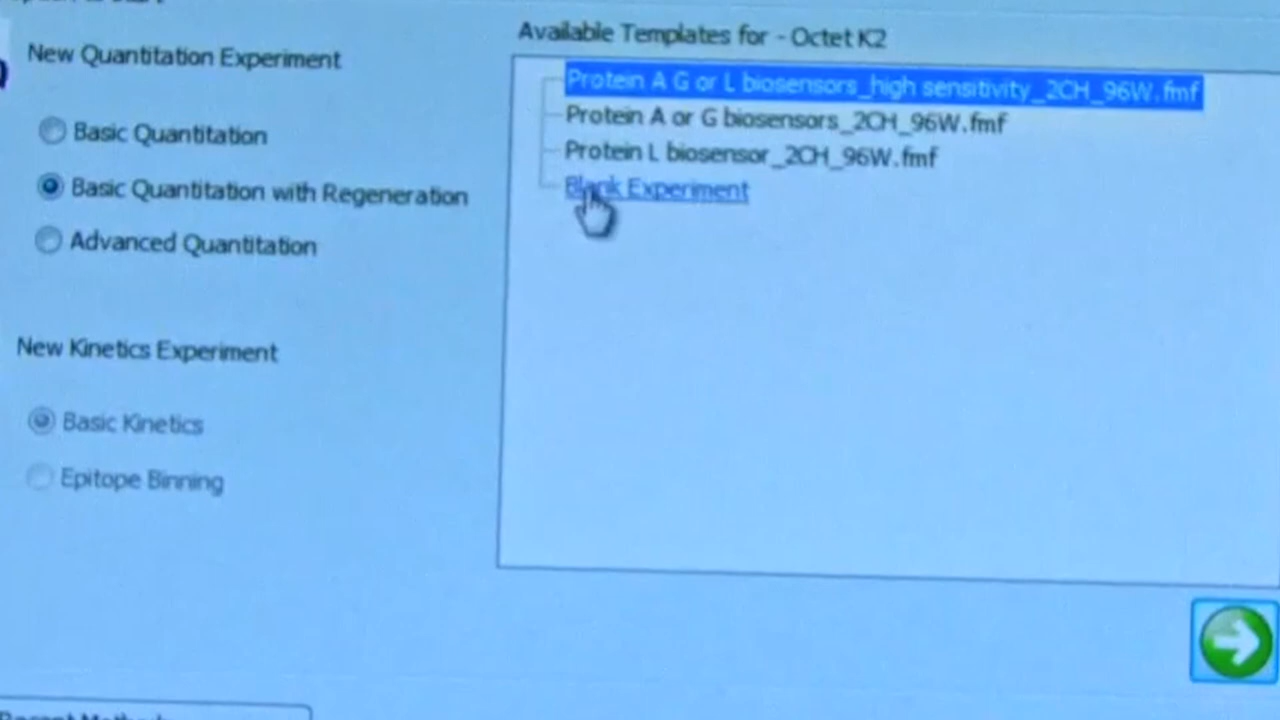 New Quantitation Experiment
Basic Quantitation
Basic Quantitation with Regeneration
Advanced Quantitation
New Kinetics Experiment
Basic Kinetics
Epitope Binning
Available Templates for - Octet K2
Protein A G or L biosensors_high sensitivity_2CH_96W.fmf
Protein A or G biosensors_2CH_96W.fmf
Protein L biosensor_2CH_96W.fmf
Blank Experiment